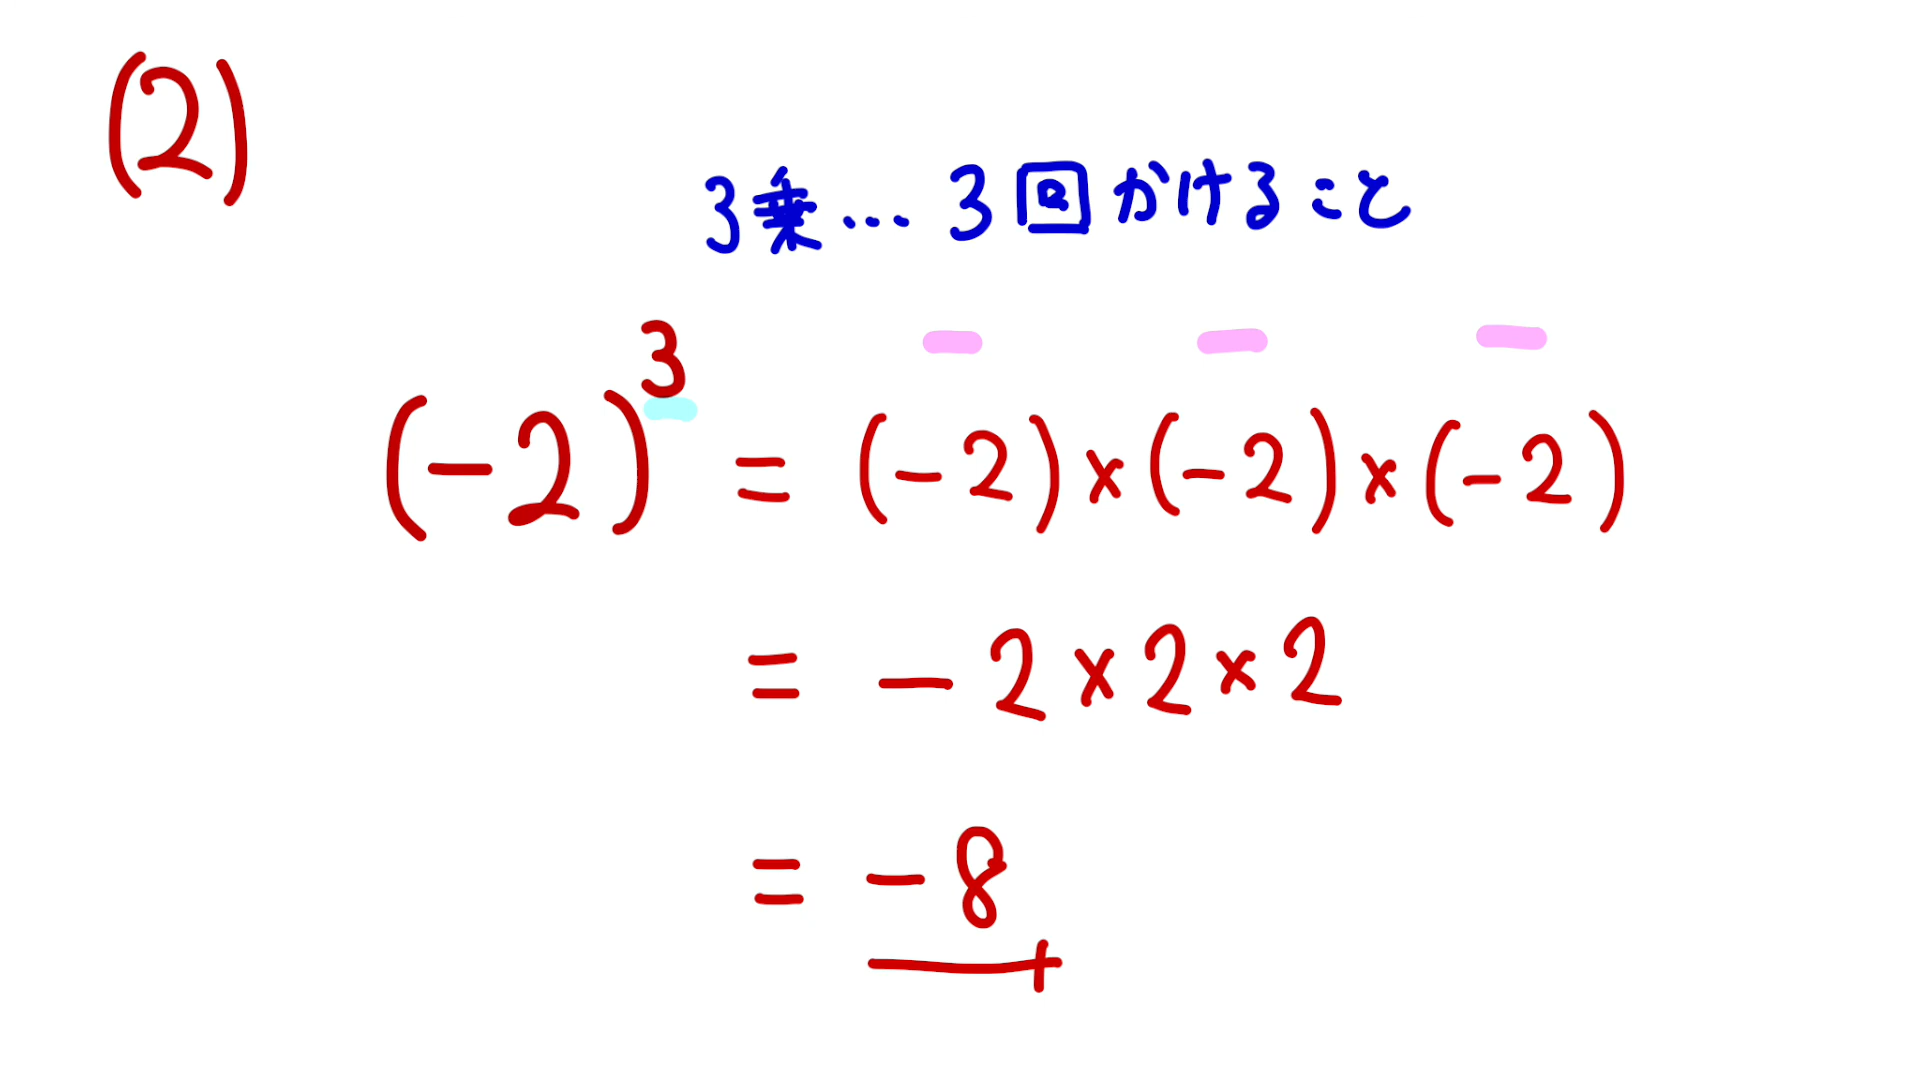 (2)
3乗…3回かけること
(-2)³ = (-2)×(-2)×(-2)
= -2×2×2
= -8